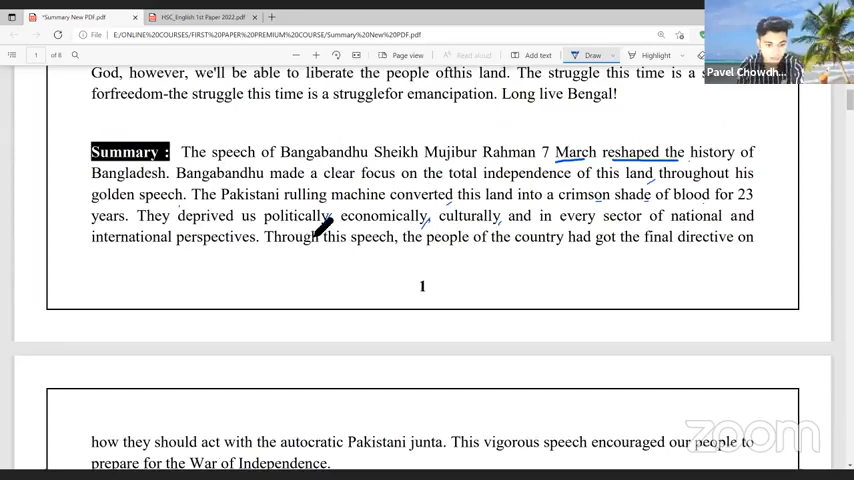 *Summary New PDF.pdf
HSC_English 1st Paper 2022.pdf
File | E:/ONLINE%20COURSES/FIRST%20PAPER%20PREMIUM%20COURSE/Summary%20New%20PDF.pdf
1 of 8
Page view
Read aloud
Add text
Draw
Highlight
Pavel Chowdh...
God, however, we'll be able to liberate the people ofthis land. The struggle this time is a s
forfreedom-the struggle this time is a strugglefor emancipation. Long live Bengal!
Summary : The speech of Bangabandhu Sheikh Mujibur Rahman 7 March reshaped the history of
Bangladesh. Bangabandhu made a clear focus on the total independence of this land throughout his
golden speech. The Pakistani rulling machine converted this land into a crimson shade of blood for 23
years. They deprived us politically, economically, culturally and in every sector of national and
international perspectives. Through this speech, the people of the country had got the final directive on
1
how they should act with the autocratic Pakistani junta. This vigorous speech encouraged our people to
prepare for the War of Independence.
zoom